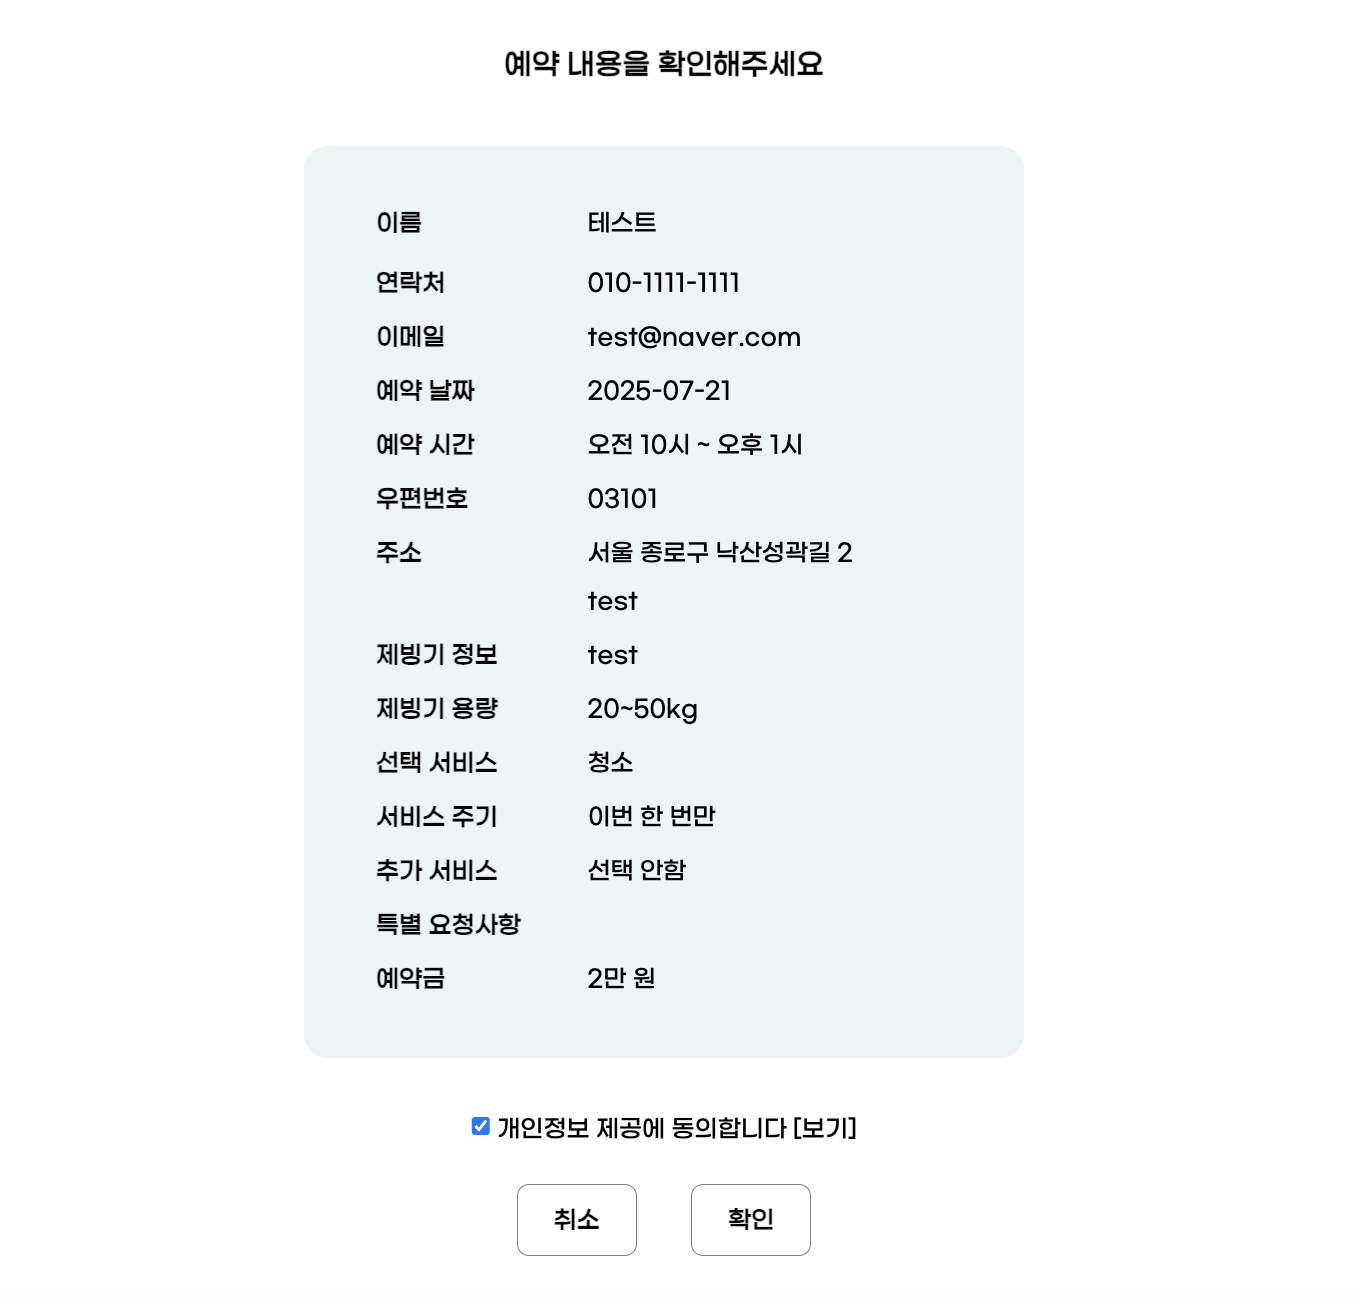 예약 내용을 확인해주세요
이름 테스트
연락처 010-1111-1111
이메일 test@naver.com
예약 날짜 2025-07-21
예약 시간 오전 10시 ~ 오후 1시
우편번호 03101
주소 서울 종로구 낙산성곽길 2
test
제빙기 정보 test
제빙기 용량 20~50kg
선택 서비스 청소
서비스 주기 이번 한 번만
추가 서비스 선택 안함
특별 요청사항
예약금 2만 원
개인정보 제공에 동의합니다 [보기]
취소 확인